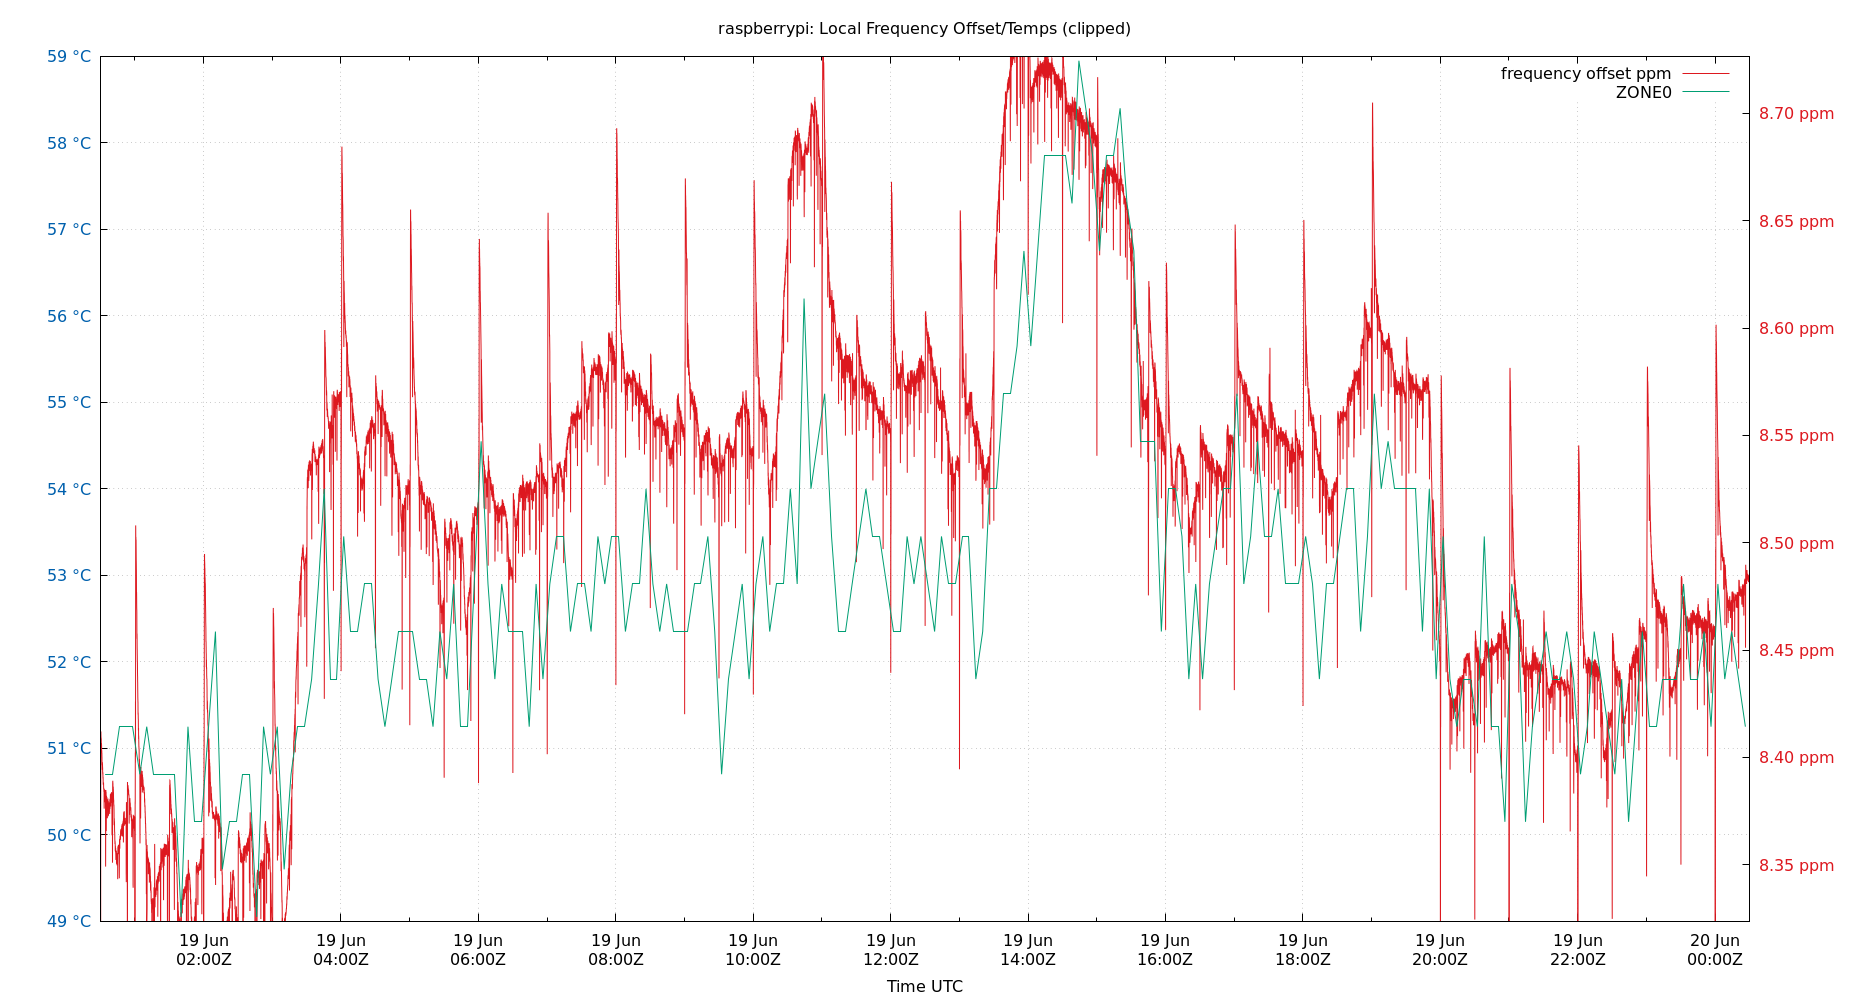 raspberrypi: Local Frequency Offset/Temps (clipped)
frequency offset ppm
ZONE0
59 °C
58 °C
57 °C
56 °C
55 °C
54 °C
53 °C
52 °C
51 °C
50 °C
49 °C
8.70 ppm
8.65 ppm
8.60 ppm
8.55 ppm
8.50 ppm
8.45 ppm
8.40 ppm
8.35 ppm
19 Jun 19 Jun 19 Jun 19 Jun 19 Jun 19 Jun 19 Jun 19 Jun 19 Jun 19 Jun 19 Jun 20 Jun
02:00Z 04:00Z 06:00Z 08:00Z 10:00Z 12:00Z 14:00Z 16:00Z 18:00Z 20:00Z 22:00Z 00:00Z
Time UTC